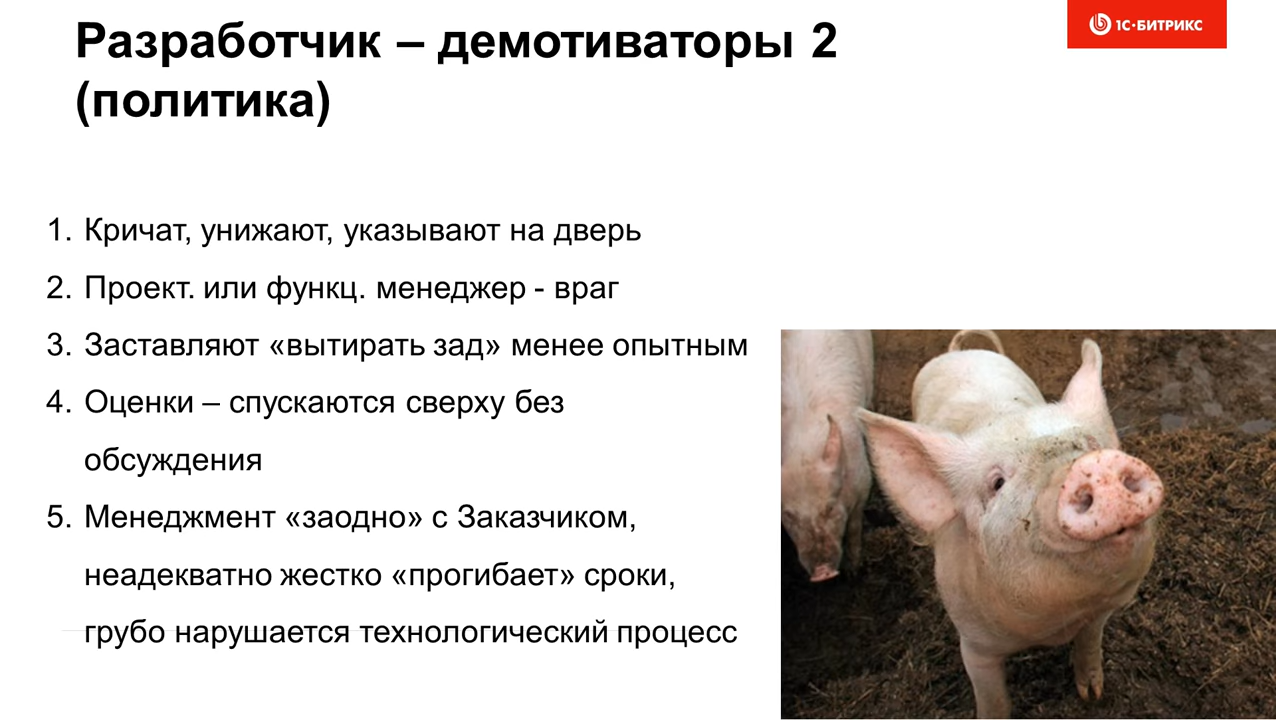 Разработчик – демотиваторы 2
(политика)
1С·БИТРИКС
1. Кричат, унижают, указывают на дверь
2. Проект. или функц. менеджер - враг
3. Заставляют «вытирать зад» менее опытным
4. Оценки – спускаются сверху без
обсуждения
5. Менеджмент «заодно» с Заказчиком,
неадекватно жестко «прогибает» сроки,
грубо нарушается технологический процесс